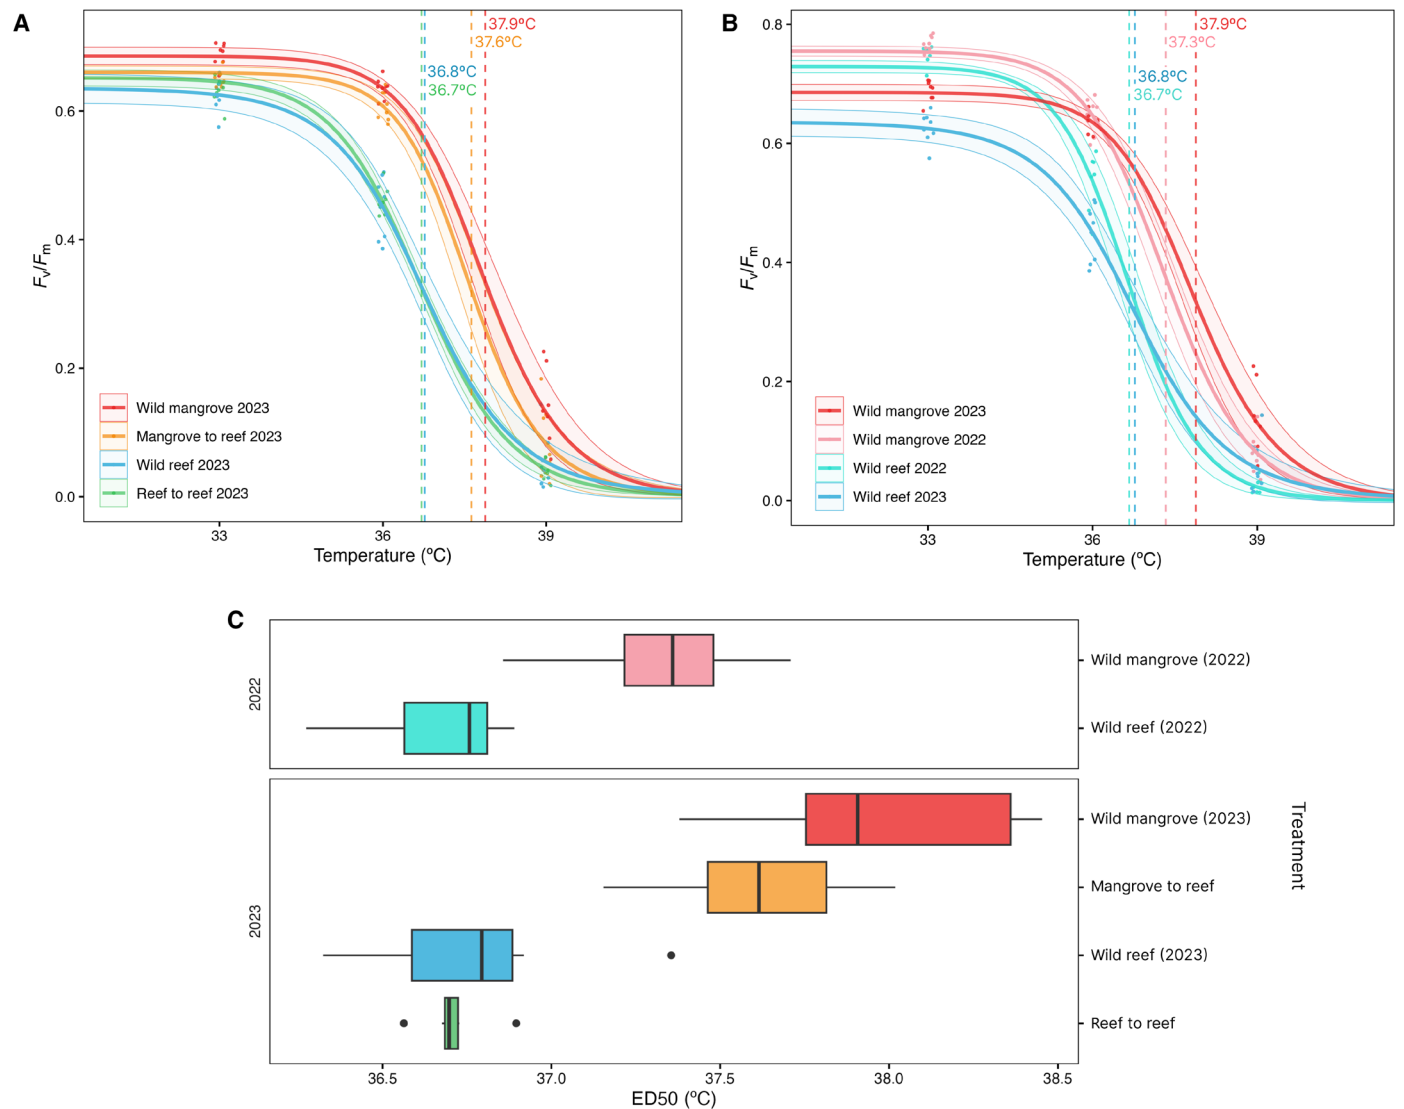 A
37.9ºC
37.6ºC
36.8ºC
36.7ºC
0.6
0.4
0.2
0.0
Fv/Fm
Wild mangrove 2023
Mangrove to reef 2023
Wild reef 2023
Reef to reef 2023
33
36
39
Temperature (ºC)
B
37.9ºC
37.3ºC
36.8ºC
36.7ºC
0.8
0.6
0.4
0.2
0.0
Fv/Fm
Wild mangrove 2023
Wild mangrove 2022
Wild reef 2022
Wild reef 2023
33
36
39
Temperature (ºC)
C
2022
Wild mangrove (2022)
Wild reef (2022)
2023
Wild mangrove (2023)
Mangrove to reef
Wild reef (2023)
Reef to reef
Treatment
36.5
37.0
37.5
38.0
38.5
ED50 (ºC)